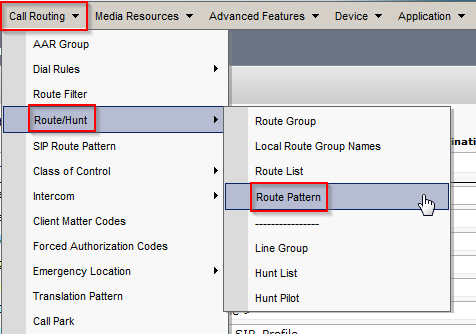 Call Routing Media Resources Advanced Features Device Application
AAR Group
Dial Rules
Route Filter
Route/Hunt
SIP Route Pattern
Class of Control
Intercom
Client Matter Codes
Forced Authorization Codes
Emergency Location
Translation Pattern
Call Park
Route Group
Local Route Group Names
Route List
Route Pattern
----------------
Line Group
Hunt List
Hunt Pilot
SIP Profile